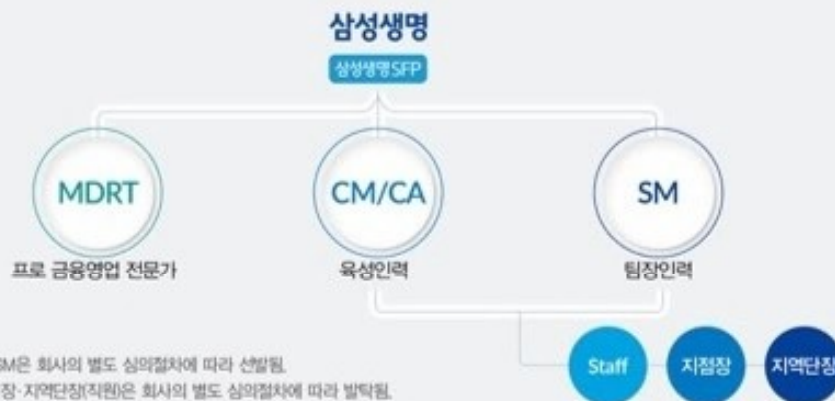 삼성생명
삼성생명SFP
MDRT
CM/CA
SM
프로 금융영업 전문가
육성인력
팀장인력
Staff
지점장
지역단장
SM은 회사의 별도 심의절차에 따라 선발됨.
장·지역단장(직원)은 회사의 별도 심의절차에 따라 발탁됨.